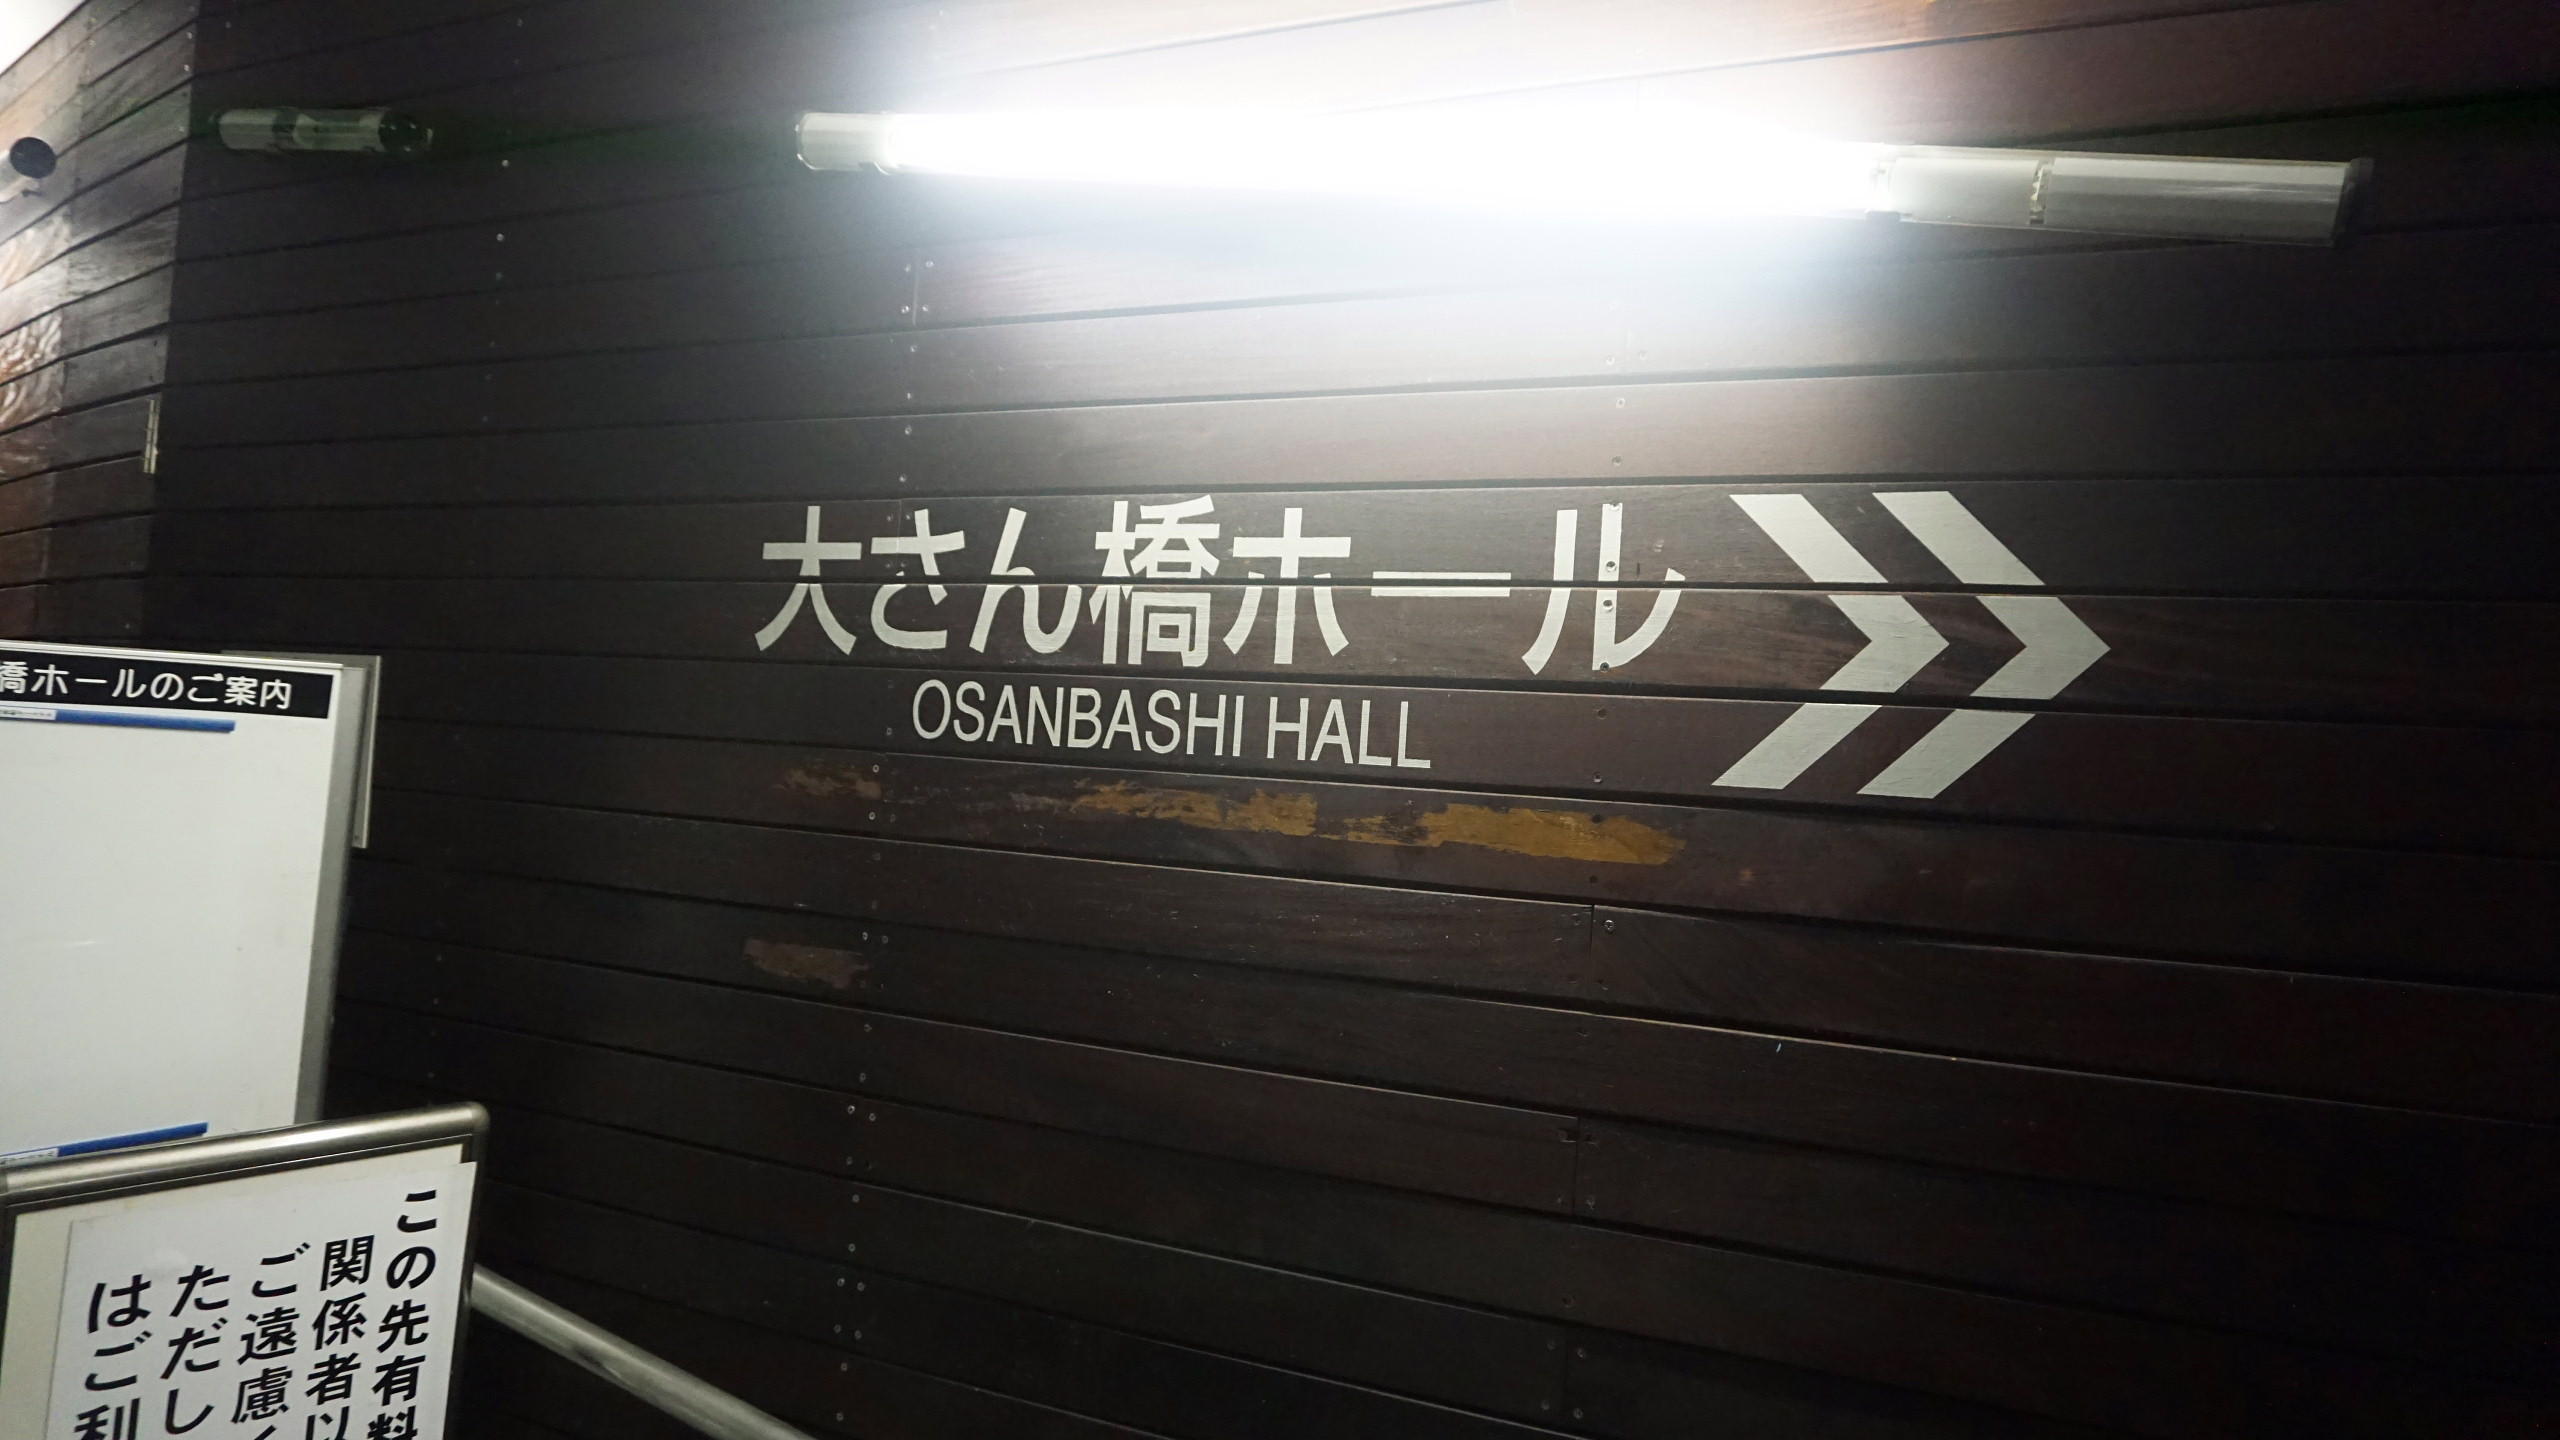 大さん橋ホール
OSANBASHI HALL
橋ホールのご案内
この先有料
関係者以
ご遠慮く
ただし
はご利